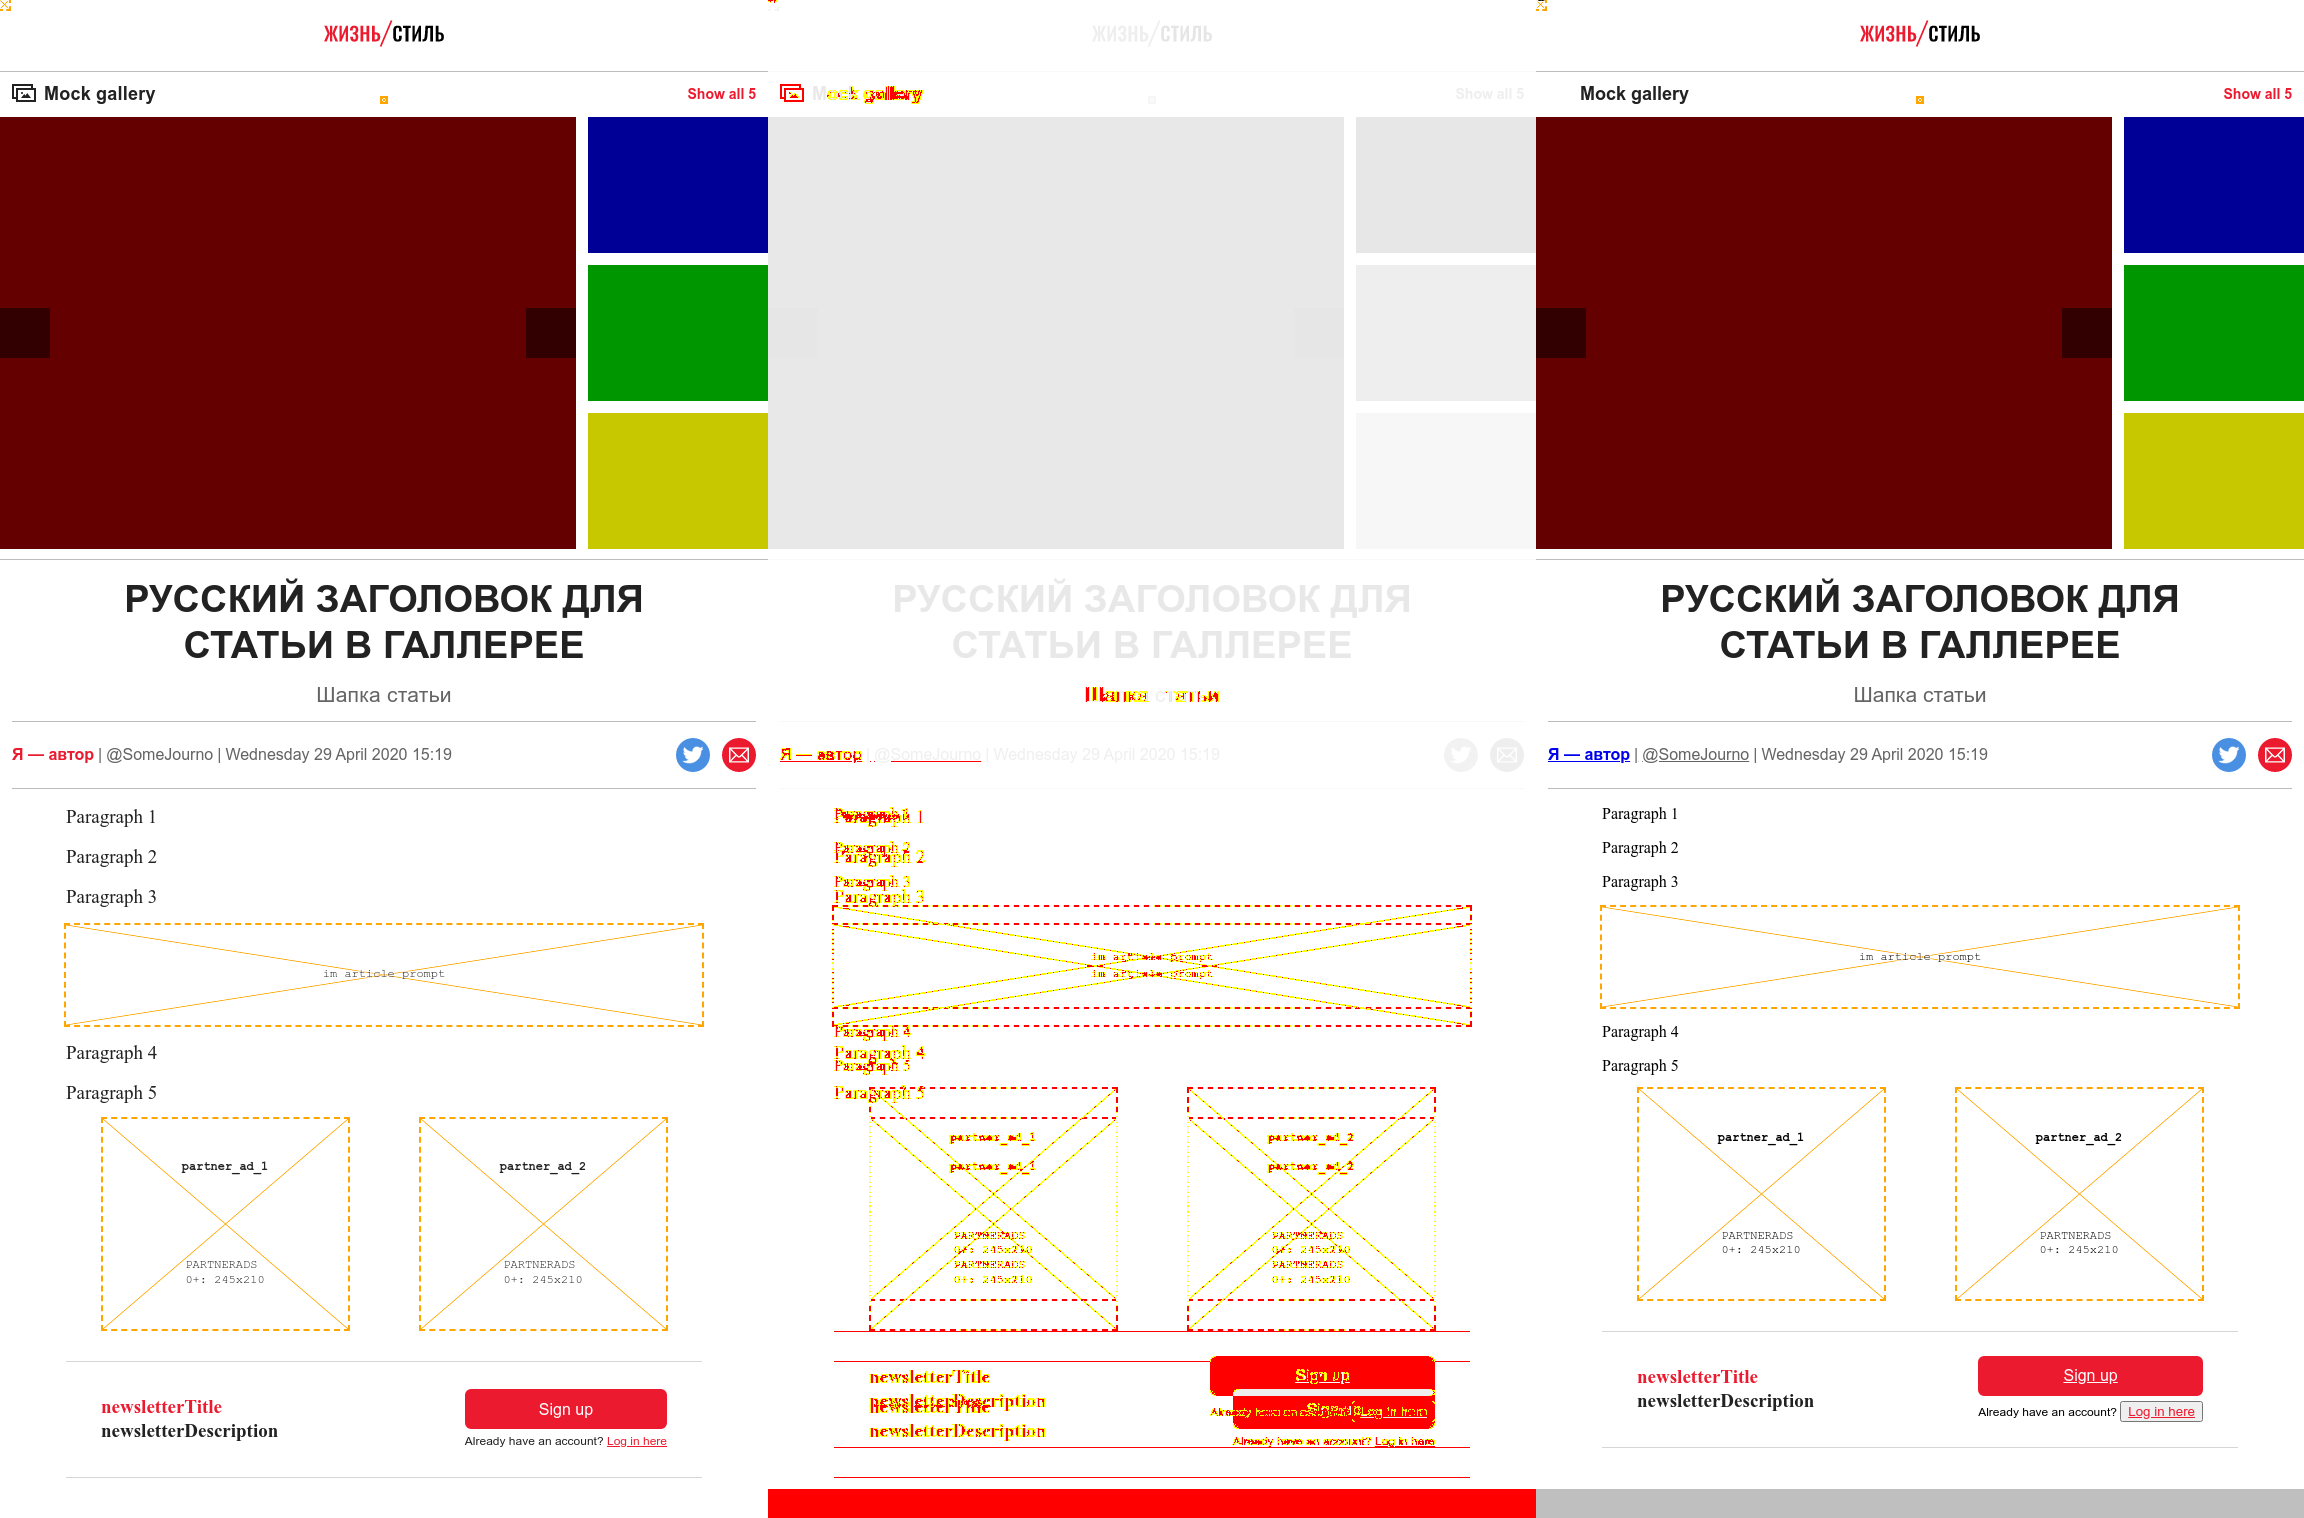 ЖИЗНЬ/СТИЛЬ
Mock gallery
Show all 5
РУССКИЙ ЗАГОЛОВОК ДЛЯ
СТАТЬИ В ГАЛЛЕРЕЕ
Шапка статьи
Я — автор | @SomeJourno | Wednesday 29 April 2020 15:19
Paragraph 1
Paragraph 2
Paragraph 3
im article prompt
Paragraph 4
Paragraph 5
partner_ad_1
PARTNERADS
0+: 245x210
partner_ad_2
PARTNERADS
0+: 245x210
newsletterTitle
newsletterDescription
Sign up
Already have an account? Log in here
ЖИЗНЬ/СТИЛЬ
Mock gallery
Show all 5
РУССКИЙ ЗАГОЛОВОК ДЛЯ
СТАТЬИ В ГАЛЛЕРЕЕ
Шапка статьи
Я — автор | @SomeJourno | Wednesday 29 April 2020 15:19
Paragraph 1
Paragraph 1
Paragraph 2
Paragraph 2
Paragraph 3
Paragraph 3
im article prompt
im article prompt
Paragraph 4
Paragraph 4
Paragraph 5
Paragraph 5
partner_ad_1
partner_ad_1
PARTNERADS
0+: 245x210
PARTNERADS
0+: 245x210
partner_ad_2
partner_ad_2
PARTNERADS
0+: 245x210
PARTNERADS
0+: 245x210
newsletterTitle
newsletterDescription
newsletterTitle
newsletterDescription
Sign up
Sign up
Already have an account? Log in here
Already have an account? Log in here
ЖИЗНЬ/СТИЛЬ
Mock gallery
Show all 5
РУССКИЙ ЗАГОЛОВОК ДЛЯ
СТАТЬИ В ГАЛЛЕРЕЕ
Шапка статьи
Я — автор | @SomeJourno | Wednesday 29 April 2020 15:19
Paragraph 1
Paragraph 2
Paragraph 3
im article prompt
Paragraph 4
Paragraph 5
partner_ad_1
PARTNERADS
0+: 245x210
partner_ad_2
PARTNERADS
0+: 245x210
newsletterTitle
newsletterDescription
Sign up
Already have an account? Log in here